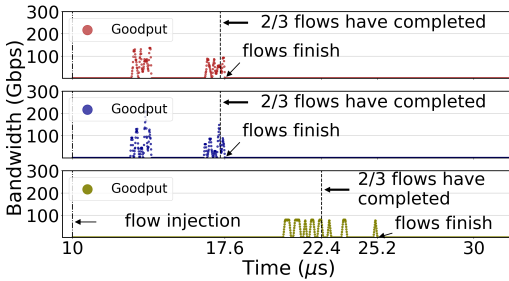 300
200
100
Goodput
2/3 flows have completed
flows finish
300
200
100
Goodput
2/3 flows have completed
flows finish
300
200
100
Goodput
2/3 flows have
completed
flow injection
flows finish
Bandwidth (Gbps)
10 17.6 22.4 25.2 30
Time (μs)